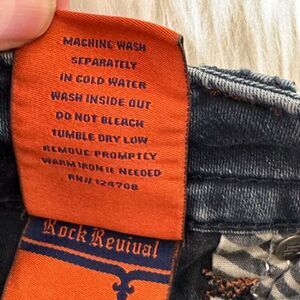 MACHINE WASH
SEPARATELY
IN COLD WATER
WASH INSIDE OUT
DO NOT BLEACH
TUMBLE DRY LOW
REMOVE PROMPTLY
WARM IRON IF NEEDED
RN# 124708
Rock Revival